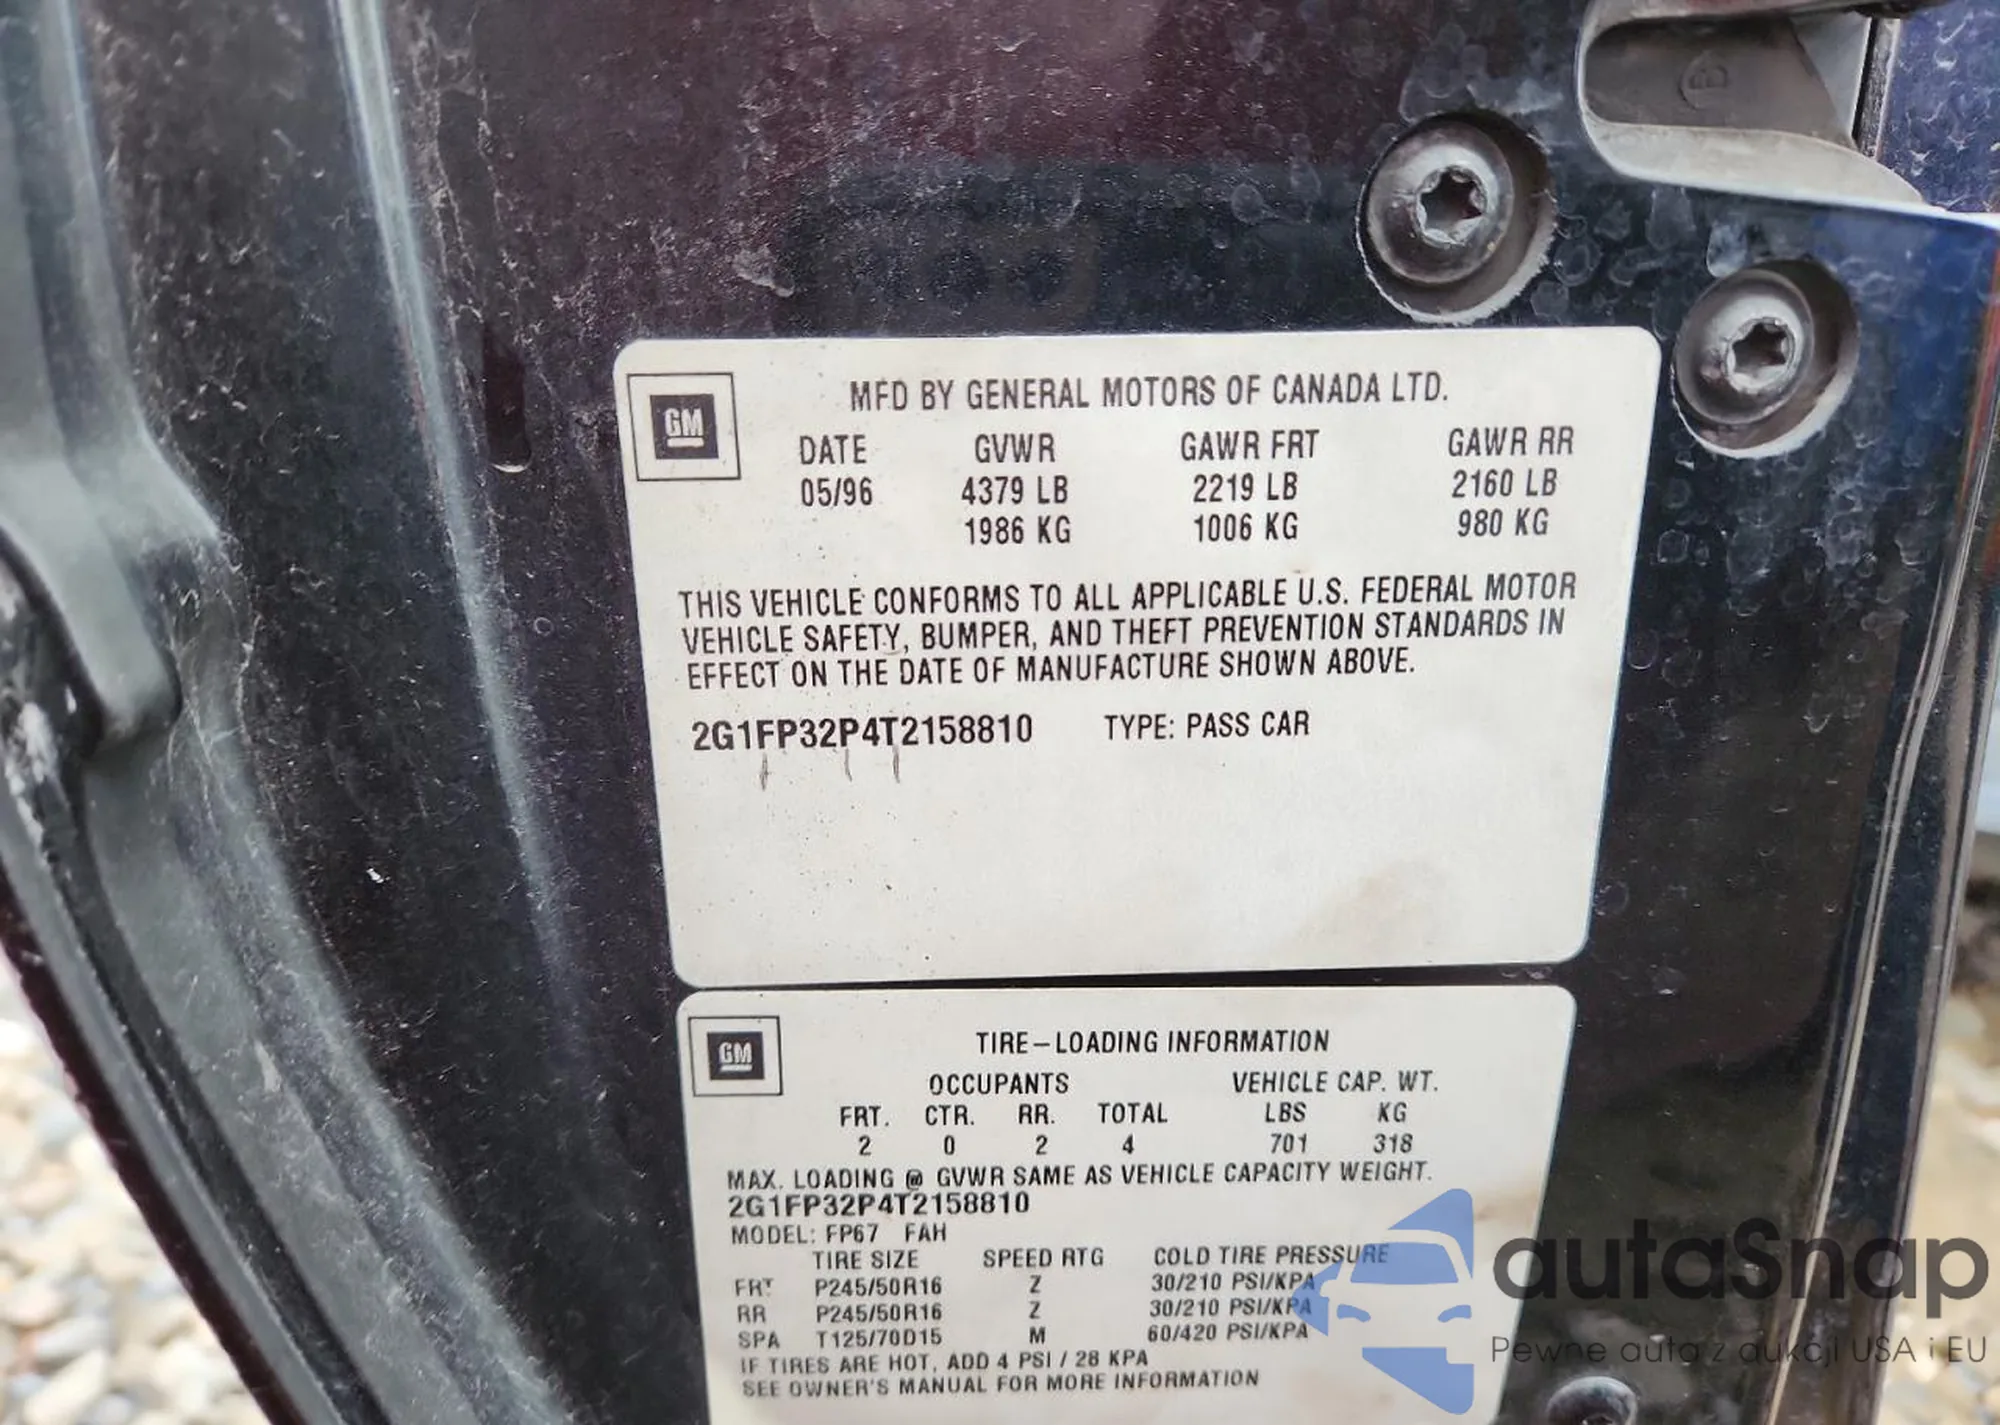 GM
MFD BY GENERAL MOTORS OF CANADA LTD.
DATE GVWR GAWR FRT GAWR RR
05/96 4379 LB 2219 LB 2160 LB
1986 KG 1006 KG 980 KG
THIS VEHICLE CONFORMS TO ALL APPLICABLE U.S. FEDERAL MOTOR
VEHICLE SAFETY, BUMPER, AND THEFT PREVENTION STANDARDS IN
EFFECT ON THE DATE OF MANUFACTURE SHOWN ABOVE.
2G1FP32P4T2158810 TYPE: PASS CAR
GM
TIRE-LOADING INFORMATION
OCCUPANTS VEHICLE CAP. WT.
FRT. CTR. RR. TOTAL LBS KG
2 0 2 4 701 318
MAX. LOADING @ GVWR SAME AS VEHICLE CAPACITY WEIGHT.
2G1FP32P4T2158810
MODEL: FP67 FAH
TIRE SIZE SPEED RTG COLD TIRE PRESSURE
FRT P245/50R16 Z 30/210 PSI/KPA
RR P245/50R16 Z 30/210 PSI/KPA
SPA T125/70D15 M 60/420 PSI/KPA
IF TIRES ARE HOT, ADD 4 PSI / 28 KPA
SEE OWNER'S MANUAL FOR MORE INFORMATION
autaSnap
Pewne auta z aukcji USA i EU